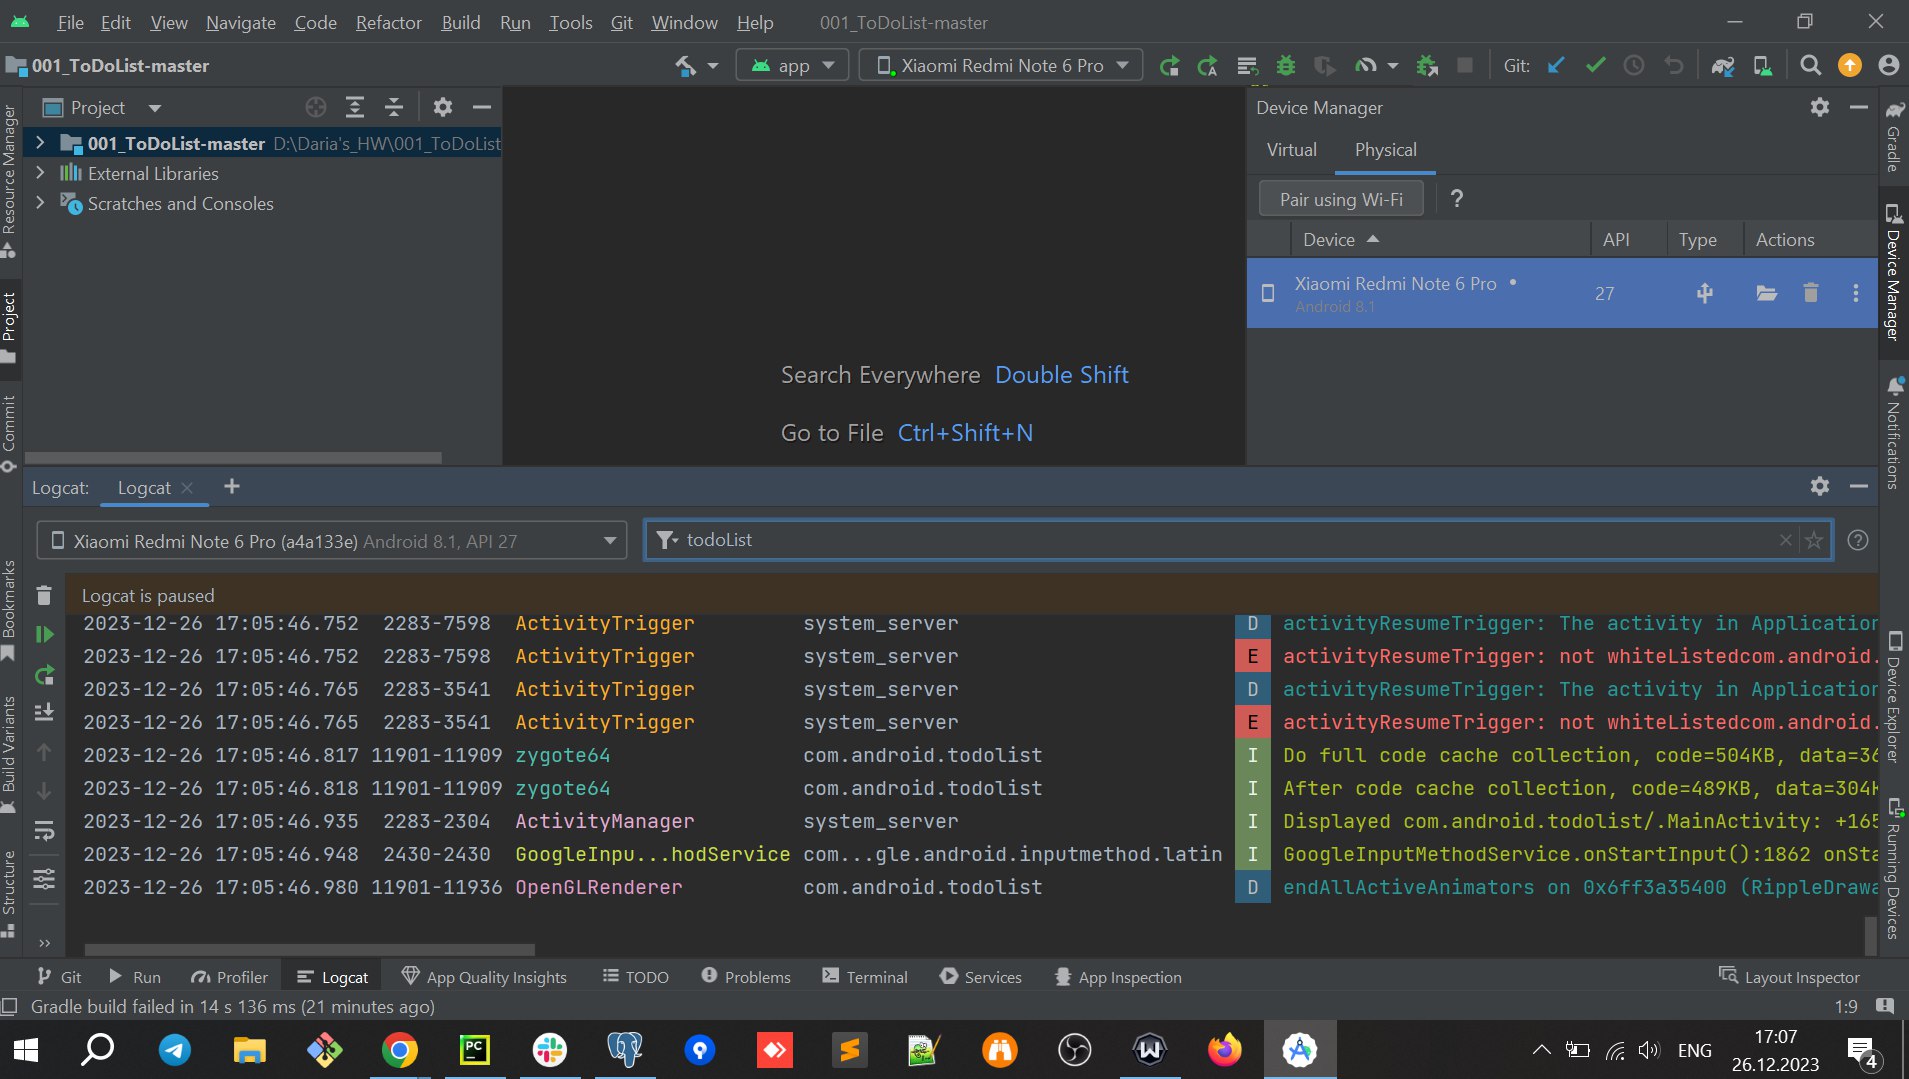 File Edit View Navigate Code Refactor Build Run Tools Git Window Help 001_ToDoList-master
001_ToDoList-master app Xiaomi Redmi Note 6 Pro Git:
Project
Device Manager
Virtual Physical
Pair using Wi-Fi ?
Device API Type Actions
Xiaomi Redmi Note 6 Pro 27
Android 8.1
001_ToDoList-master D:\Daria's_HW\001_ToDoList
External Libraries
Scratches and Consoles
Search Everywhere Double Shift
Go to File Ctrl+Shift+N
Resource Manager
Project
Commit
Bookmarks
Build Variants
Structure
Gradle
Device Manager
Notifications
Device Explorer
Running Devices
Logcat: Logcat
Xiaomi Redmi Note 6 Pro (a4a133e) Android 8.1, API 27 todoList
Logcat is paused
2023-12-26 17:05:46.752 2283-7598 ActivityTrigger system_server D activityResumeTrigger: The activity in Application
2023-12-26 17:05:46.752 2283-7598 ActivityTrigger system_server E activityResumeTrigger: not whiteListedcom.android.
2023-12-26 17:05:46.765 2283-3541 ActivityTrigger system_server D activityResumeTrigger: The activity in Application
2023-12-26 17:05:46.765 2283-3541 ActivityTrigger system_server E activityResumeTrigger: not whiteListedcom.android.
2023-12-26 17:05:46.817 11901-11909 zygote64 com.android.todolist I Do full code cache collection, code=504KB, data=36
2023-12-26 17:05:46.818 11901-11909 zygote64 com.android.todolist I After code cache collection, code=489KB, data=304K
2023-12-26 17:05:46.935 2283-2304 ActivityManager system_server I Displayed com.android.todolist/.MainActivity: +165
2023-12-26 17:05:46.948 2430-2430 GoogleInpu...hodService com...gle.android.inputmethod.latin I GoogleInputMethodService.onStartInput():1862 onSta
2023-12-26 17:05:46.980 11901-11936 OpenGLRenderer com.android.todolist D endAllActiveAnimators on 0x6ff3a35400 (RippleDrawa
Git Run Profiler Logcat App Quality Insights TODO Problems Terminal Services App Inspection Layout Inspector
Gradle build failed in 14 s 136 ms (21 minutes ago) 1:9
PC
ENG
17:07
26.12.2023
4